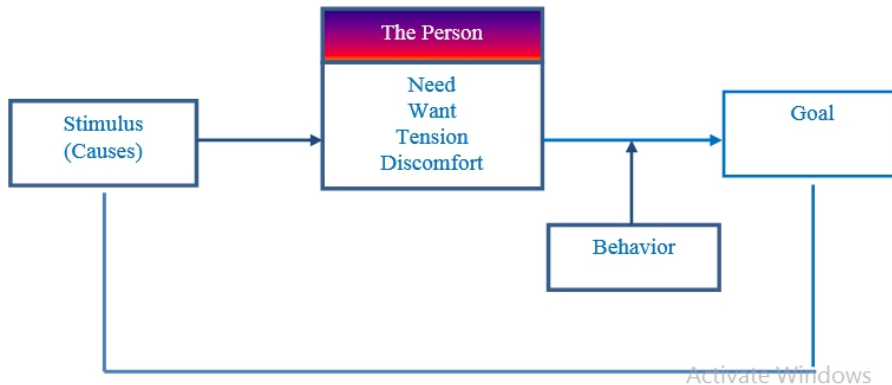 The Person
Need
Want
Tension
Discomfort
Stimulus
(Causes)
Goal
Behavior
Activate Windows